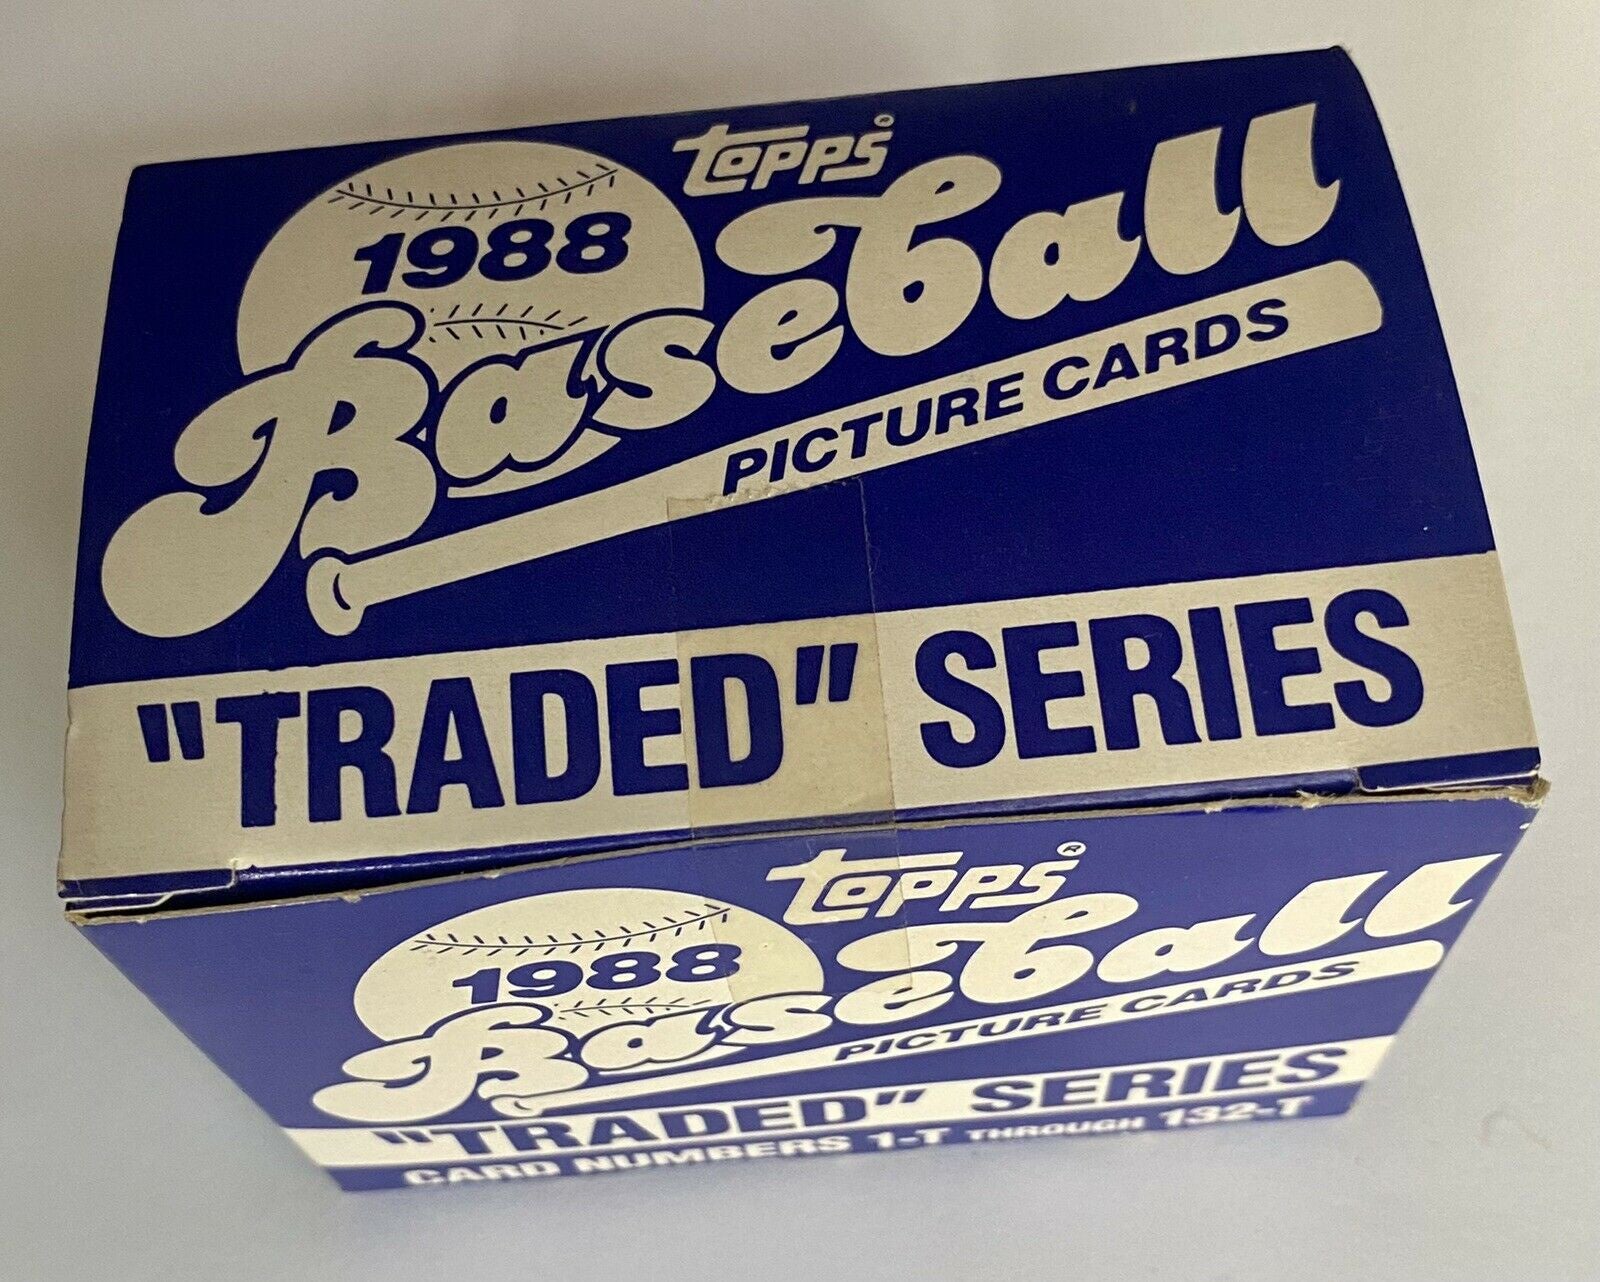 Topps®
1988
Baseball
PICTURE CARDS
"TRADED" SERIES
Topps®
1988
Baseball
PICTURE CARDS
"TRADED" SERIES
CARD NUMBERS 1-T THROUGH 132-T